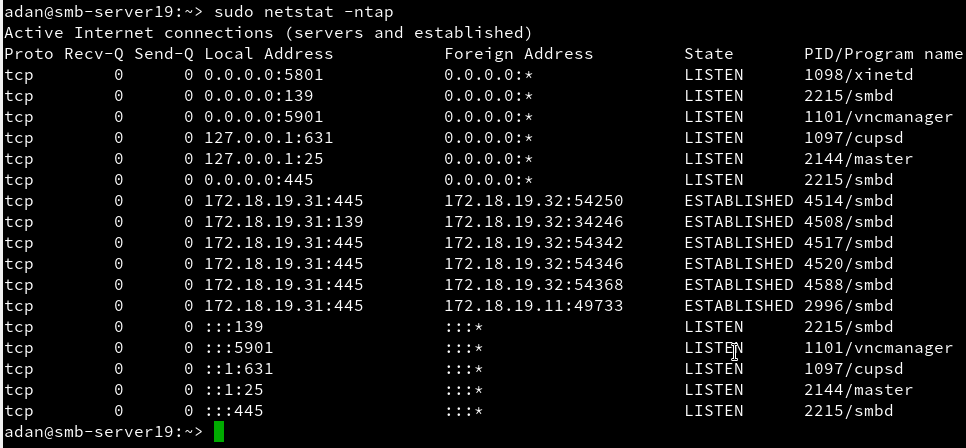 adan@smb-server19:~> sudo netstat -ntap
Active Internet connections (servers and established)
Proto Recv-Q Send-Q Local Address           Foreign Address         State       PID/Program name
tcp        0      0 0.0.0.0:5801            0.0.0.0:*               LISTEN      1098/xinetd
tcp        0      0 0.0.0.0:139             0.0.0.0:*               LISTEN      2215/smbd
tcp        0      0 0.0.0.0:5901            0.0.0.0:*               LISTEN      1101/vncmanager
tcp        0      0 127.0.0.1:631           0.0.0.0:*               LISTEN      1097/cupsd
tcp        0      0 127.0.0.1:25            0.0.0.0:*               LISTEN      2144/master
tcp        0      0 0.0.0.0:445             0.0.0.0:*               LISTEN      2215/smbd
tcp        0      0 172.18.19.31:445        172.18.19.32:54250      ESTABLISHED 4514/smbd
tcp        0      0 172.18.19.31:139        172.18.19.32:34246      ESTABLISHED 4508/smbd
tcp        0      0 172.18.19.31:445        172.18.19.32:54342      ESTABLISHED 4517/smbd
tcp        0      0 172.18.19.31:445        172.18.19.32:54346      ESTABLISHED 4520/smbd
tcp        0      0 172.18.19.31:445        172.18.19.32:54368      ESTABLISHED 4588/smbd
tcp        0      0 172.18.19.31:445        172.18.19.11:49733      ESTABLISHED 2996/smbd
tcp        0      0 :::139                  :::*                    LISTEN      2215/smbd
tcp        0      0 :::5901                 :::*                    LISTEN      1101/vncmanager
tcp        0      0 ::1:631                 :::*                    LISTEN      1097/cupsd
tcp        0      0 ::1:25                  :::*                    LISTEN      2144/master
tcp        0      0 :::445                  :::*                    LISTEN      2215/smbd
adan@smb-server19:~>